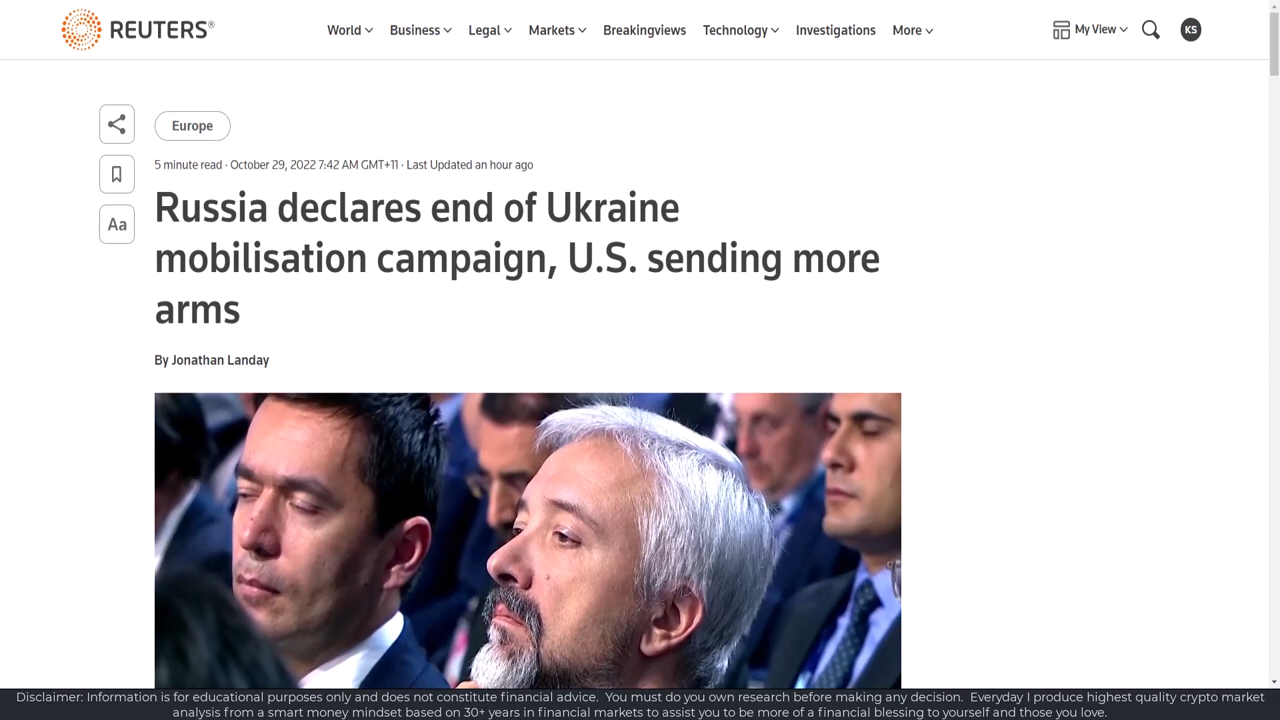 REUTERS®
World Business Legal Markets Breakingviews Technology Investigations More My View KS
Europe
5 minute read · October 29, 2022 7:42 AM GMT+11 · Last Updated an hour ago
Aa
Russia declares end of Ukraine
mobilisation campaign, U.S. sending more
arms
By Jonathan Landay
Disclaimer: Information is for educational purposes only and does not constitute financial advice. You must do you own research before making any decision. Everyday I produce highest quality crypto market
analysis from a smart money mindset based on 30+ years in financial markets to assist you to be more of a financial blessing to yourself and those you love.